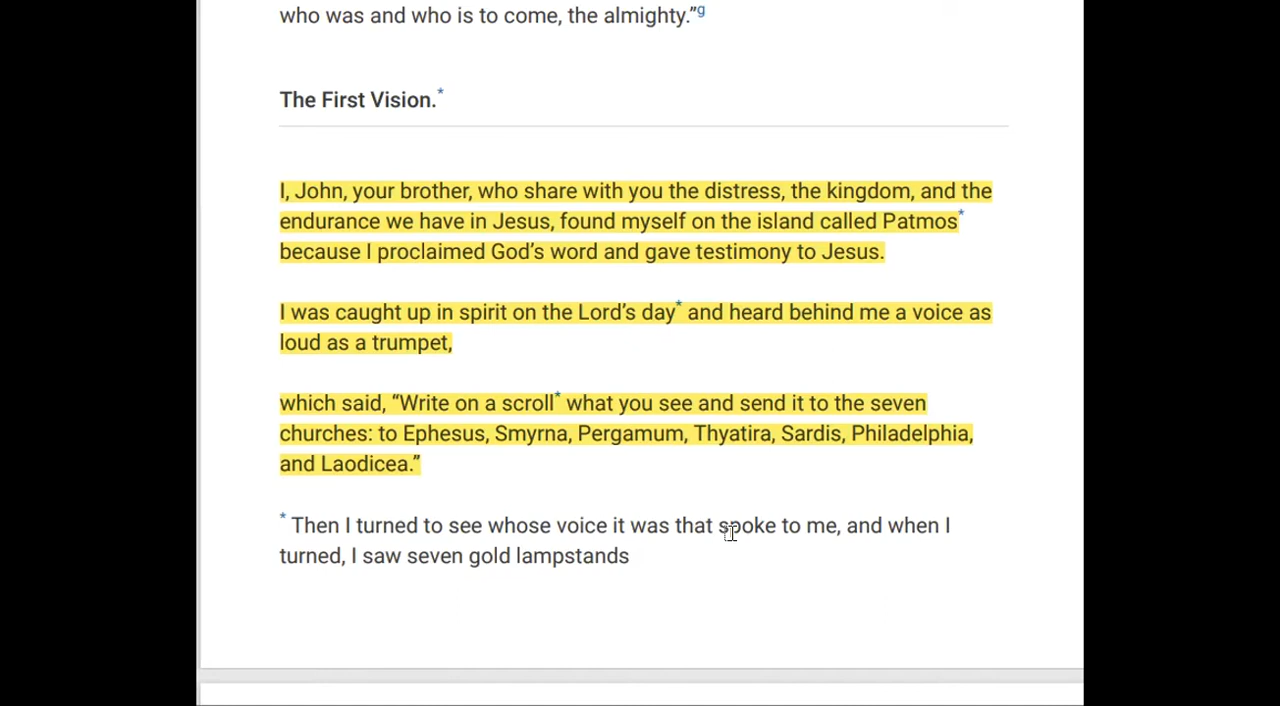 who was and who is to come, the almighty.”g
The First Vision.*
I, John, your brother, who share with you the distress, the kingdom, and the
endurance we have in Jesus, found myself on the island called Patmos*
because I proclaimed God’s word and gave testimony to Jesus.
I was caught up in spirit on the Lord’s day* and heard behind me a voice as
loud as a trumpet,
which said, “Write on a scroll* what you see and send it to the seven
churches: to Ephesus, Smyrna, Pergamum, Thyatira, Sardis, Philadelphia,
and Laodicea.”
* Then I turned to see whose voice it was that spoke to me, and when I
turned, I saw seven gold lampstands